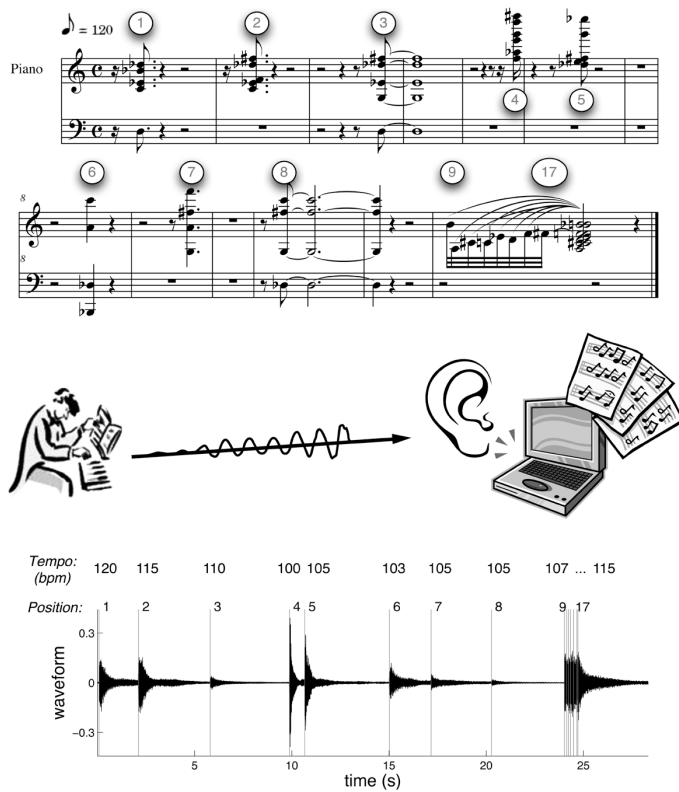 1 2 3
= 120
Piano
4 5
6 7 8 9 17
8
8
Tempo: 120 115 110 100 105 103 105 105 107 ... 115
(bpm)
Position: 1 2 3 4 5 6 7 8 9 17
0.3
0
-0.3
waveform
5 10 15 20 25
time (s)